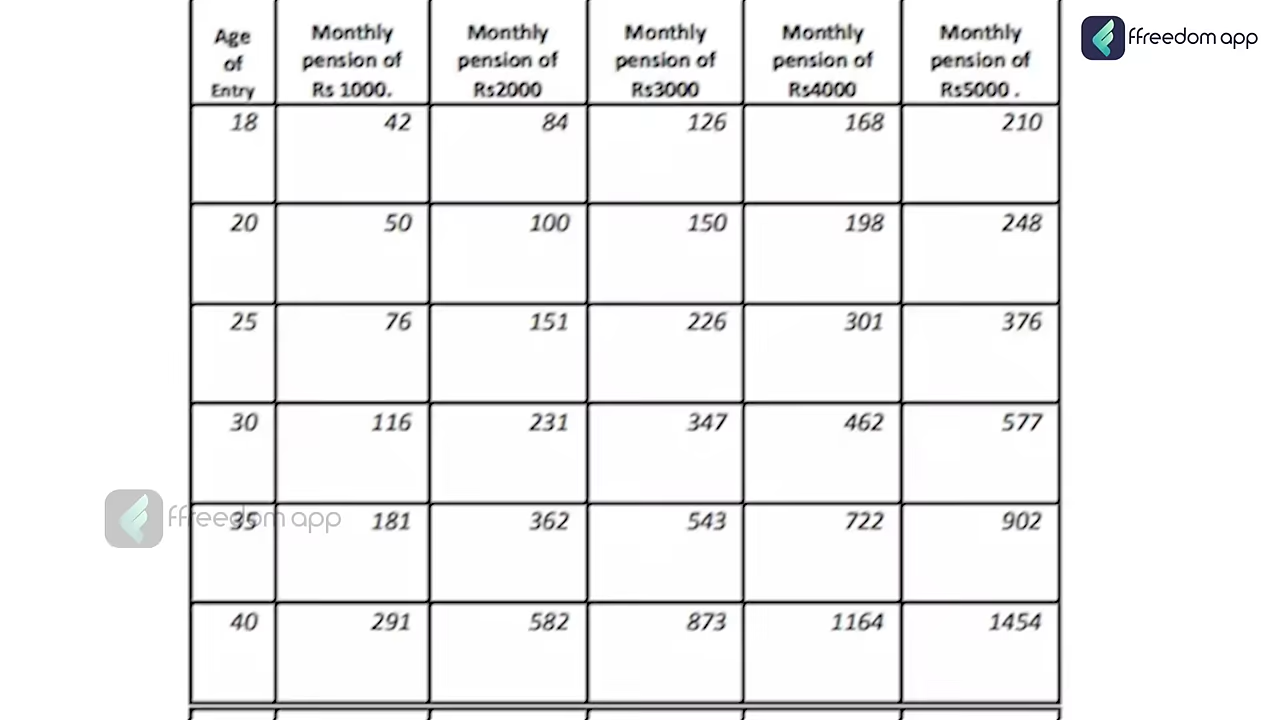 ffreedom app
Age of Entry | Monthly pension of Rs 1000. | Monthly pension of Rs2000 | Monthly pension of Rs3000 | Monthly pension of Rs4000 | Monthly pension of Rs5000 .
18 | 42 | 84 | 126 | 168 | 210
20 | 50 | 100 | 150 | 198 | 248
25 | 76 | 151 | 226 | 301 | 376
30 | 116 | 231 | 347 | 462 | 577
35 | 181 | 362 | 543 | 722 | 902
ffreedom app
40 | 291 | 582 | 873 | 1164 | 1454